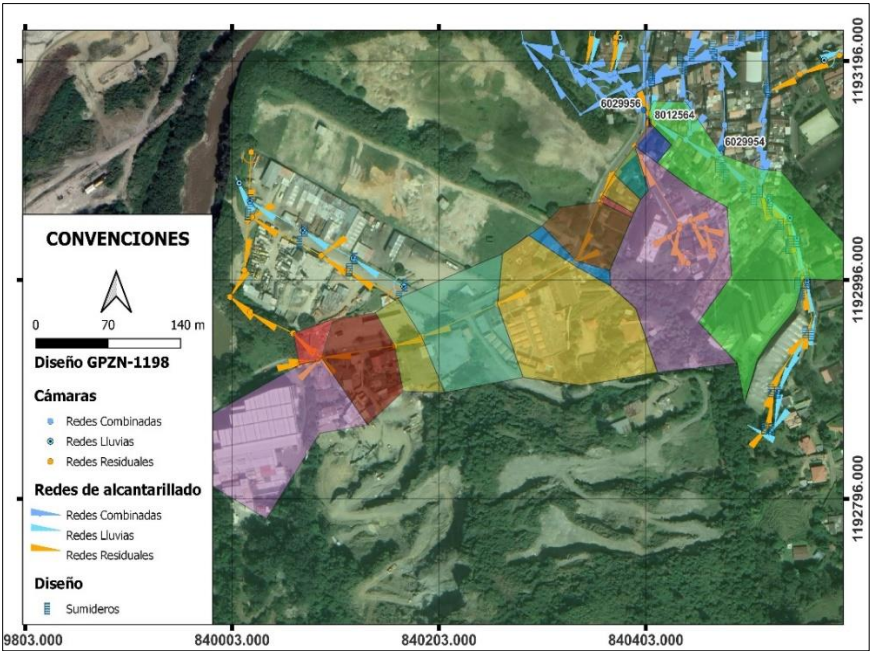 1193196.000
6029956
8012564
6029954
CONVENCIONES
0 70 140 m
Diseño GPZN-1198
Cámaras
Redes Combinadas
Redes Lluvias
Redes Residuales
Redes de alcantarillado
Redes Combinadas
Redes Lluvias
Redes Residuales
Diseño
Sumideros
1192996.000
1192796.000
9803.000 840003.000 840203.000 840403.000